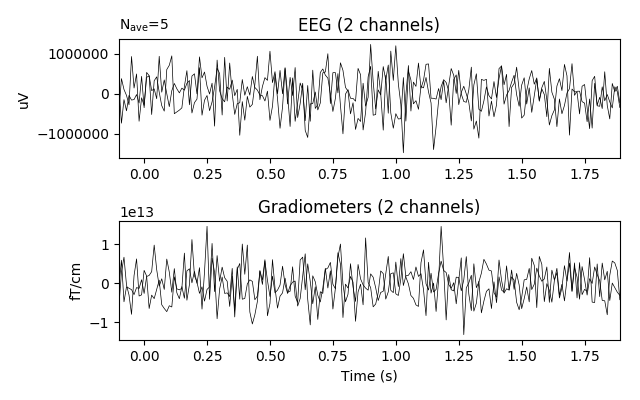 Nave=5
EEG (2 channels)
uV
1000000
0
−1000000
0.00 0.25 0.50 0.75 1.00 1.25 1.50 1.75
1e13
Gradiometers (2 channels)
fT/cm
1
0
−1
0.00 0.25 0.50 0.75 1.00 1.25 1.50 1.75
Time (s)